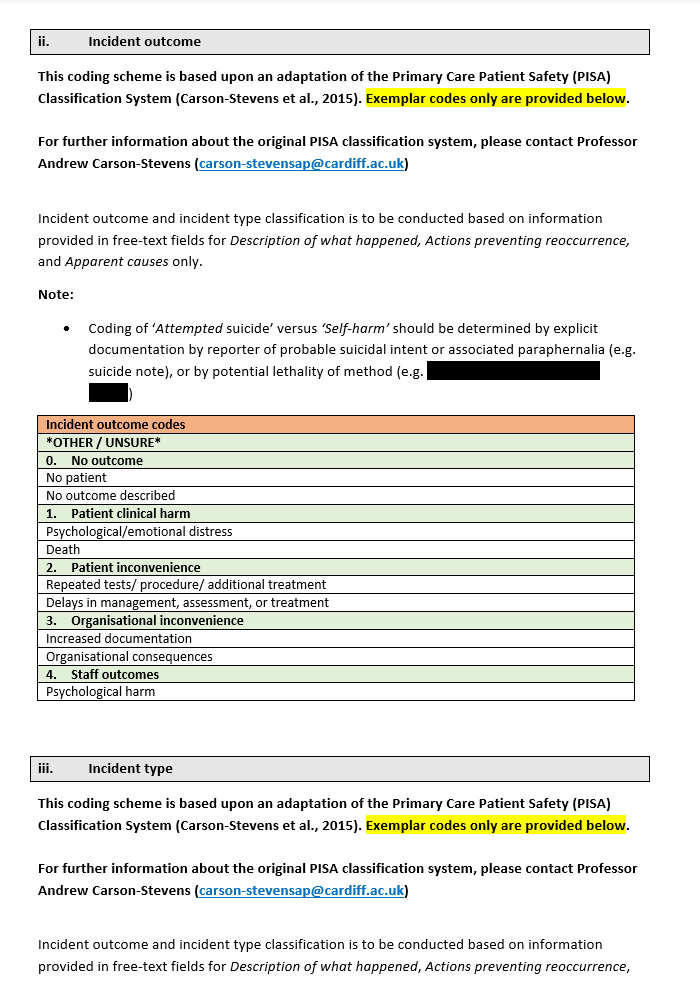 ii. Incident outcome
This coding scheme is based upon an adaptation of the Primary Care Patient Safety (PISA)
Classification System (Carson-Stevens et al., 2015). Exemplar codes only are provided below.
For further information about the original PISA classification system, please contact Professor
Andrew Carson-Stevens (carson-stevensap@cardiff.ac.uk)
Incident outcome and incident type classification is to be conducted based on information
provided in free-text fields for Description of what happened, Actions preventing reoccurrence,
and Apparent causes only.
Note:
• Coding of ‘Attempted suicide’ versus ‘Self-harm’ should be determined by explicit
documentation by reporter of probable suicidal intent or associated paraphernalia (e.g.
suicide note), or by potential lethality of method (e.g.
)
Incident outcome codes
*OTHER / UNSURE*
0. No outcome
No patient
No outcome described
1. Patient clinical harm
Psychological/emotional distress
Death
2. Patient inconvenience
Repeated tests/ procedure/ additional treatment
Delays in management, assessment, or treatment
3. Organisational inconvenience
Increased documentation
Organisational consequences
4. Staff outcomes
Psychological harm
iii. Incident type
This coding scheme is based upon an adaptation of the Primary Care Patient Safety (PISA)
Classification System (Carson-Stevens et al., 2015). Exemplar codes only are provided below.
For further information about the original PISA classification system, please contact Professor
Andrew Carson-Stevens (carson-stevensap@cardiff.ac.uk)
Incident outcome and incident type classification is to be conducted based on information
provided in free-text fields for Description of what happened, Actions preventing reoccurrence,